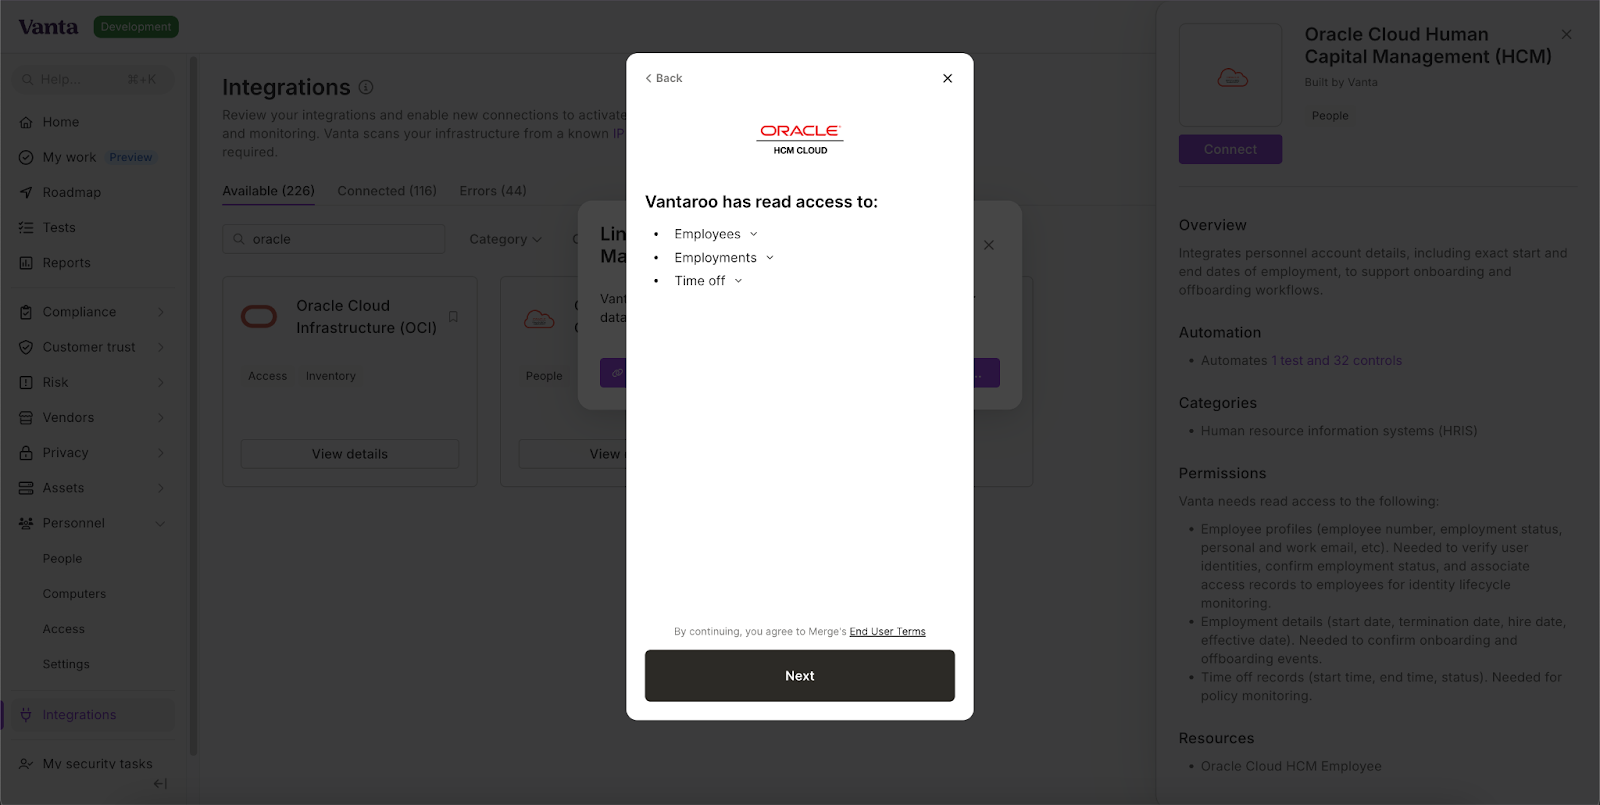 Vanta
Development
Help...
⌘+K
Home
My work
Preview
Roadmap
Tests
Reports
Compliance
Customer trust
Risk
Vendors
Privacy
Assets
Personnel
People
Computers
Access
Settings
Integrations
My security tasks
Integrations
Review your integrations and enable new connections to activate
and monitoring. Vanta scans your infrastructure from a known IP
required.
Available (226)
Connected (116)
Errors (44)
oracle
Category
Oracle Cloud
Infrastructure (OCI)
Access
Inventory
View details
People
View
Lin
Ma
Vant
data
Back
ORACLE
HCM CLOUD
Vantaroo has read access to:
• Employees
• Employments
• Time off
By continuing, you agree to Merge's End User Terms
Next
Oracle Cloud Human
Capital Management (HCM)
Built by Vanta
People
Connect
Overview
Integrates personnel account details, including exact start and
end dates of employment, to support onboarding and
offboarding workflows.
Automation
• Automates 1 test and 32 controls
Categories
• Human resource information systems (HRIS)
Permissions
Vanta needs read access to the following:
• Employee profiles (employee number, employment status,
personal and work email, etc). Needed to verify user
identities, confirm employment status, and associate
access records to employees for identity lifecycle
monitoring.
• Employment details (start date, termination date, hire date,
effective date). Needed to confirm onboarding and
offboarding events.
• Time off records (start time, end time, status). Needed for
policy monitoring.
Resources
• Oracle Cloud HCM Employee